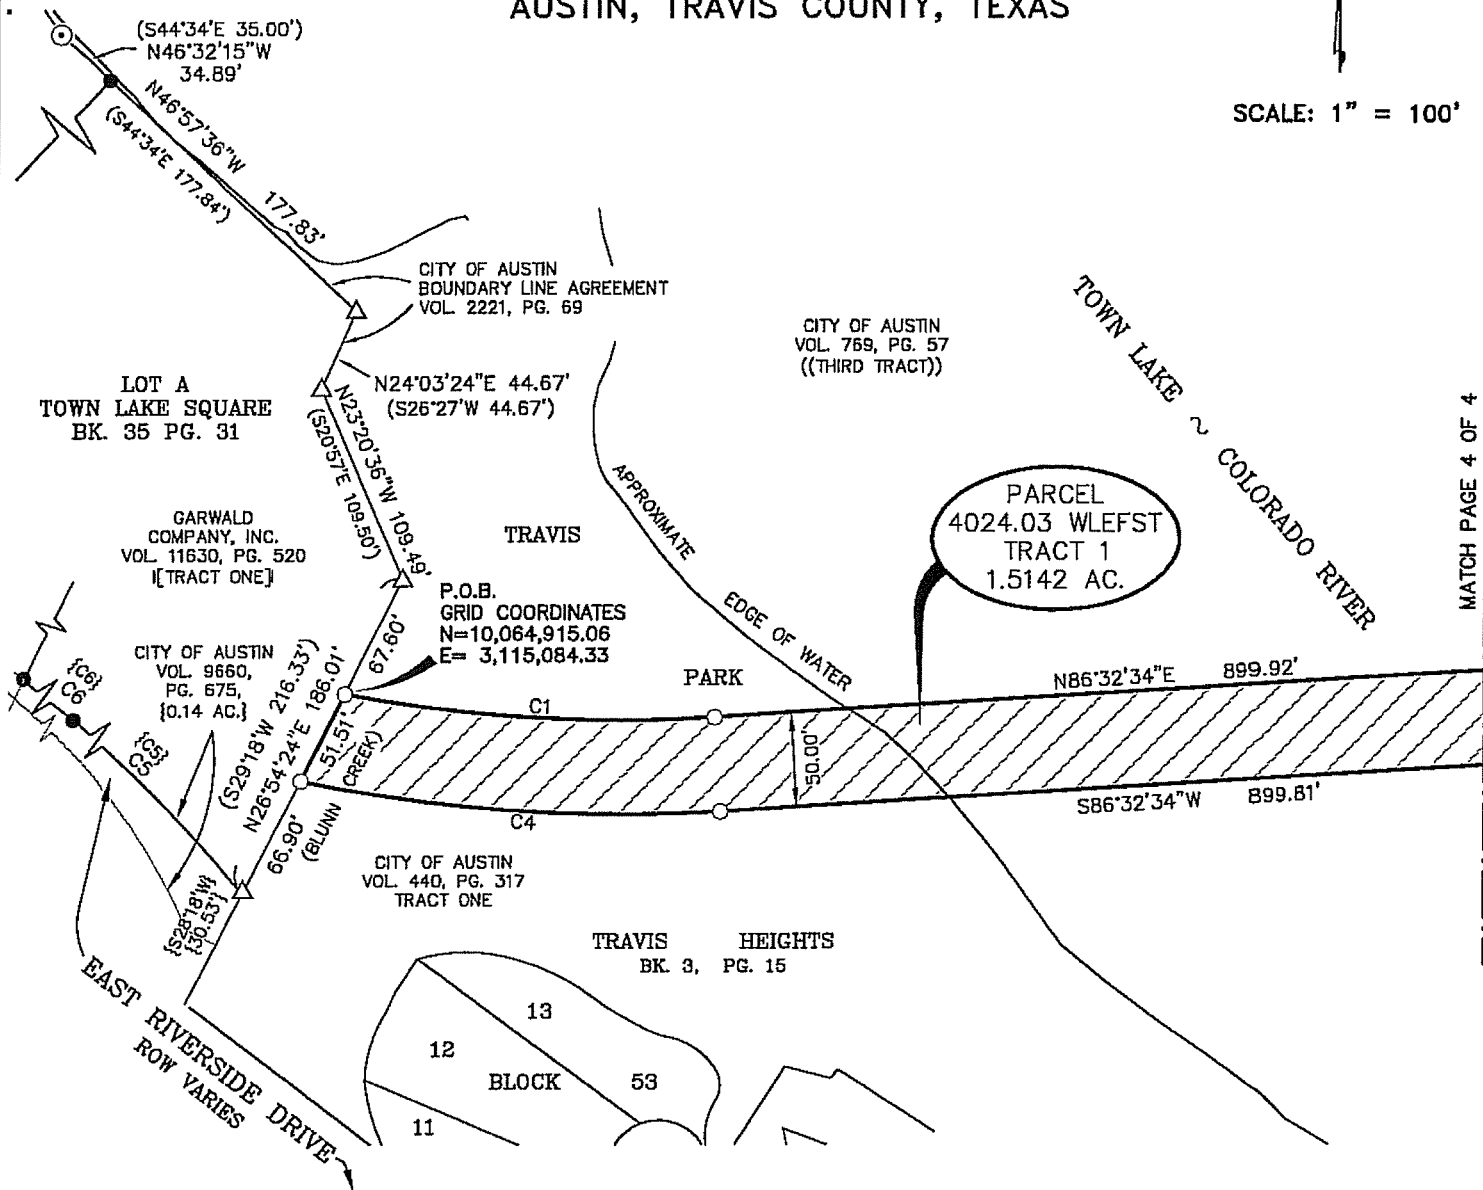 AUSTIN, TRAVIS COUNTY, TEXAS
SCALE: 1" = 100'
(S44°34'E 35.00')
N46°32'15"W
34.89'
N46°57'36"W 177.83'
(S44°34'E 177.84')
CITY OF AUSTIN
BOUNDARY LINE AGREEMENT
VOL. 2221, PG. 69
N24°03'24"E 44.67'
(S26°27'W 44.67')
LOT A
TOWN LAKE SQUARE
BK. 35 PG. 31
N23°20'36"W 109.49'
(S20°57'E 109.50')
CITY OF AUSTIN
VOL. 769, PG. 57
((THIRD TRACT))
TOWN LAKE ~ COLORADO RIVER
MATCH PAGE 4 OF 4
APPROXIMATE EDGE OF WATER
PARCEL
4024.03 WLEFST
TRACT 1
1.5142 AC.
GARWALD
COMPANY, INC.
VOL. 11630, PG. 520
|[TRACT ONE]|
TRAVIS
P.O.B.
GRID COORDINATES
N=10,064,915.06
E= 3,115,084.33
67.60'
CITY OF AUSTIN
VOL. 9660,
PG. 675,
{0.14 AC.}
{C6}
C6
{C5}
C5
(S29°18'W 216.33')
N26°54'24"E 186.01'
51.51'
66.90'
(BLUNN CREEK)
{S28°18'W}
{30.53'}
PARK
C1
N86°32'34"E 899.92'
50.00'
S86°32'34"W 899.81'
C4
CITY OF AUSTIN
VOL. 440, PG. 317
TRACT ONE
TRAVIS HEIGHTS
BK. 3, PG. 15
EAST RIVERSIDE DRIVE
ROW VARIES
13
12
BLOCK 53
11